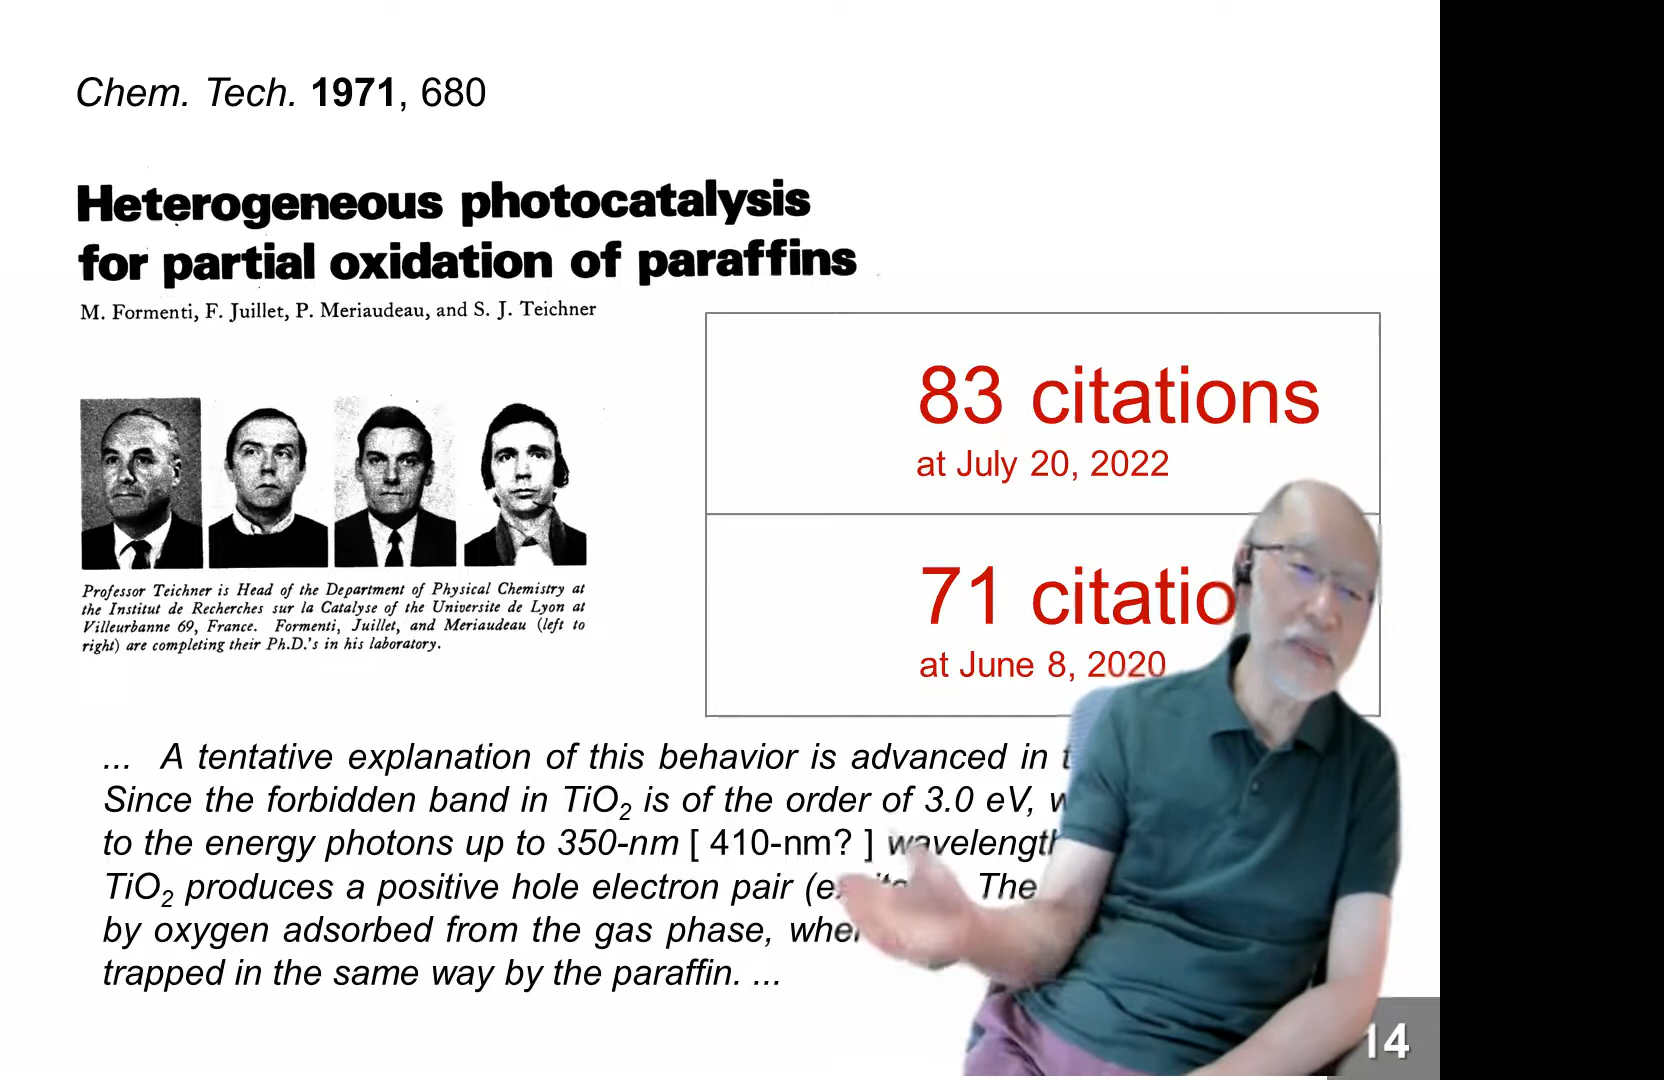 Chem. Tech. 1971, 680
Heterogeneous photocatalysis
for partial oxidation of paraffins
M. Formenti, F. Juillet, P. Meriaudeau, and S. J. Teichner
83 citations
at July 20, 2022
71 citatio
at June 8, 2020
Professor Teichner is Head of the Department of Physical Chemistry at
the Institut de Recherches sur la Catalyse of the Universite de Lyon at
Villeurbanne 69, France. Formenti, Juillet, and Meriaudeau (left to
right) are completing their Ph.D.'s in his laboratory.
... A tentative explanation of this behavior is advanced in
Since the forbidden band in TiO₂ is of the order of 3.0 eV,
to the energy photons up to 350-nm [ 410-nm? ] wavelength
TiO₂ produces a positive hole electron pair The
by oxygen adsorbed from the gas phase,
trapped in the same way by the paraffin. ...
14